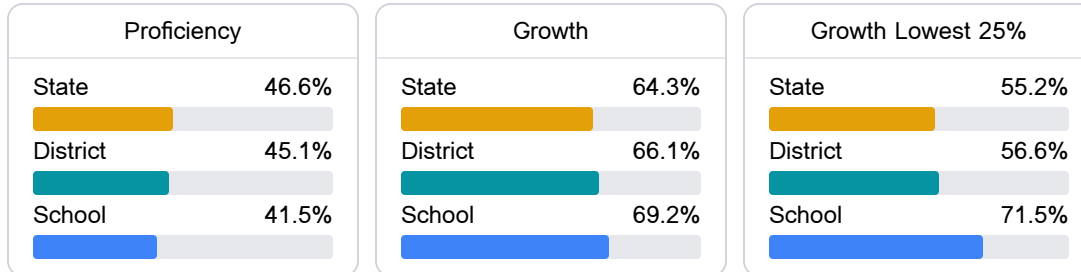 Proficiency
State 46.6%
District 45.1%
School 41.5%
Growth
State 64.3%
District 66.1%
School 69.2%
Growth Lowest 25%
State 55.2%
District 56.6%
School 71.5%